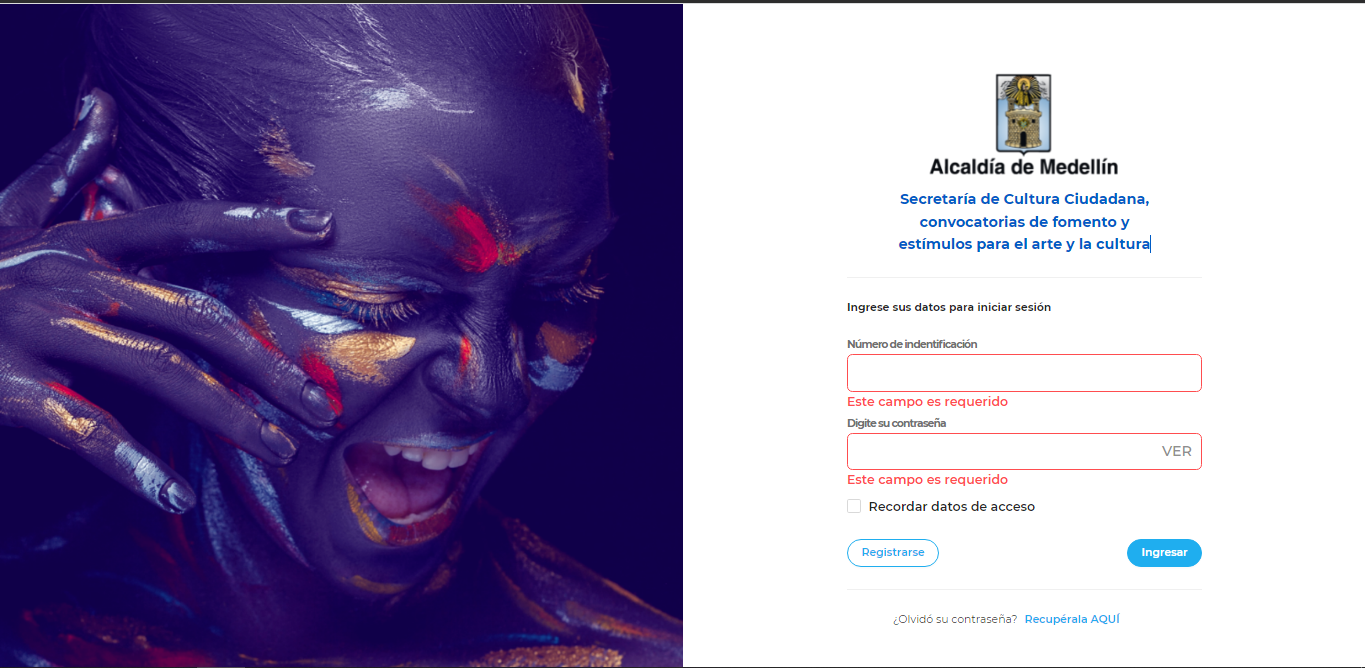 Alcaldía de Medellín
Secretaría de Cultura Ciudadana,
convocatorias de fomento y
estímulos para el arte y la cultura
Ingrese sus datos para iniciar sesión
Número de indentificación
Este campo es requerido
Digite su contraseña
VER
Este campo es requerido
Recordar datos de acceso
Registrarse
Ingresar
¿Olvidó su contraseña? Recupérala AQUÍ